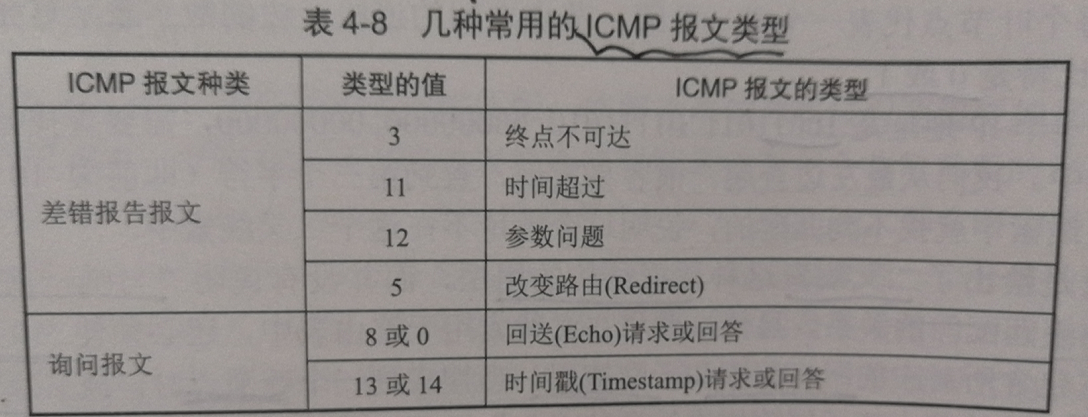 表 4-8 几种常用的 ICMP 报文类型
ICMP 报文种类 类型的值 ICMP 报文的类型
差错报告报文 3 终点不可达
11 时间超过
12 参数问题
5 改变路由(Redirect)
询问报文 8 或 0 回送(Echo)请求或回答
13 或 14 时间戳(Timestamp)请求或回答